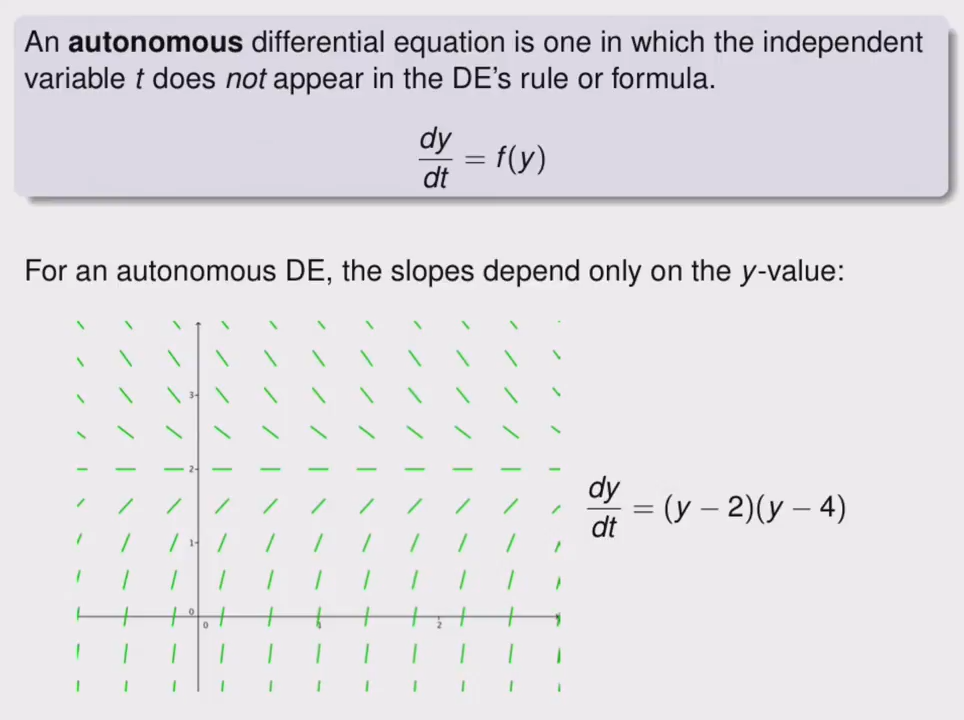 An autonomous differential equation is one in which the independent
variable t does not appear in the DE's rule or formula.
dy/dt = f(y)
For an autonomous DE, the slopes depend only on the y-value:
3
2
1
0
0
1
2
dy/dt = (y − 2)(y − 4)